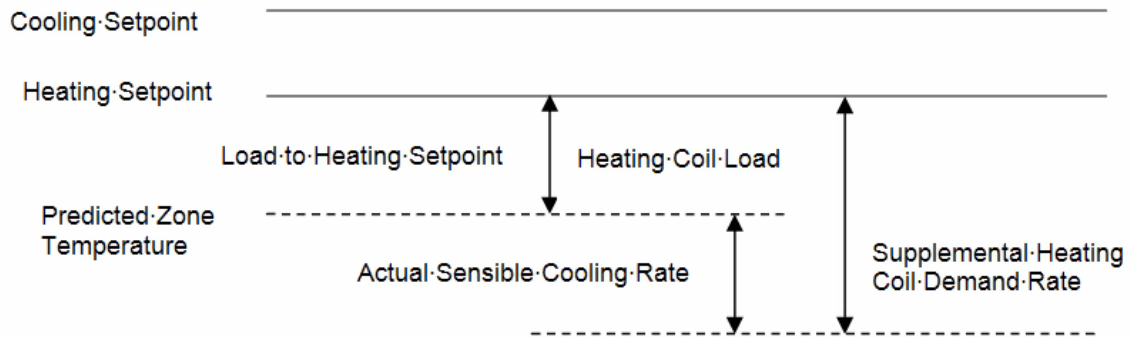 Cooling·Setpoint
Heating·Setpoint
Load·to·Heating·Setpoint
Heating·Coil·Load
Predicted·Zone
Temperature
Actual·Sensible·Cooling·Rate
Supplemental·Heating
Coil·Demand·Rate